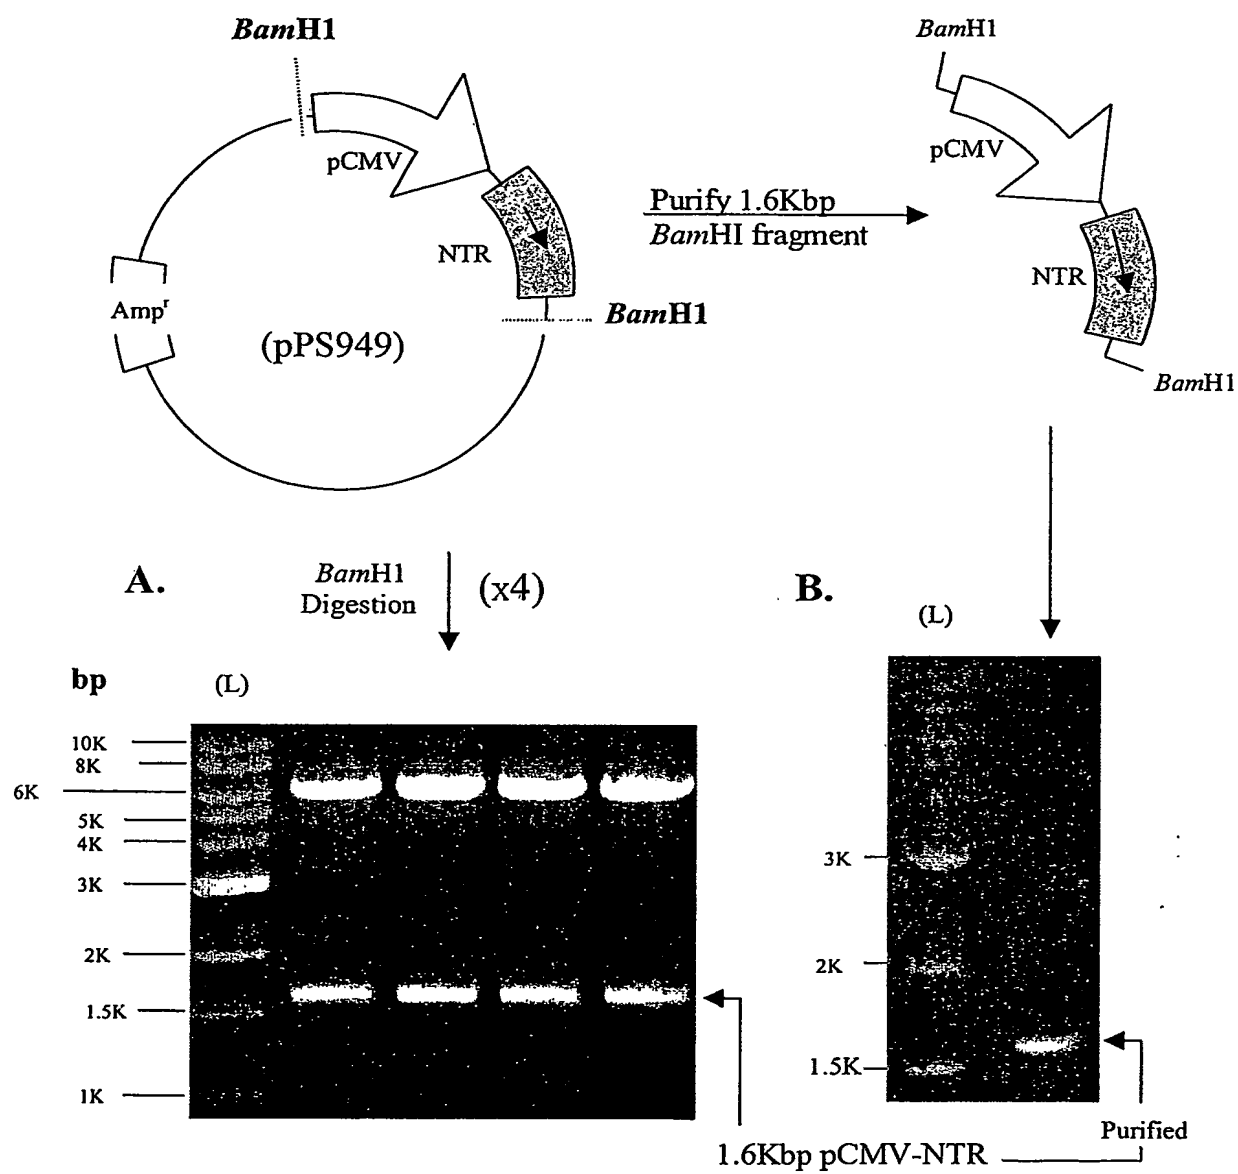 BamH1
BamH1
pCMV
pCMV
Purify 1.6Kbp
BamHI fragment
NTR
NTR
Ampʳ
(pPS949)
BamH1
BamH1
A.
BamH1
Digestion
(x4)
B.
(L)
bp
(L)
10K
8K
6K
5K
4K
3K
2K
1.5K
1K
3K
2K
1.5K
Purified
1.6Kbp pCMV-NTR